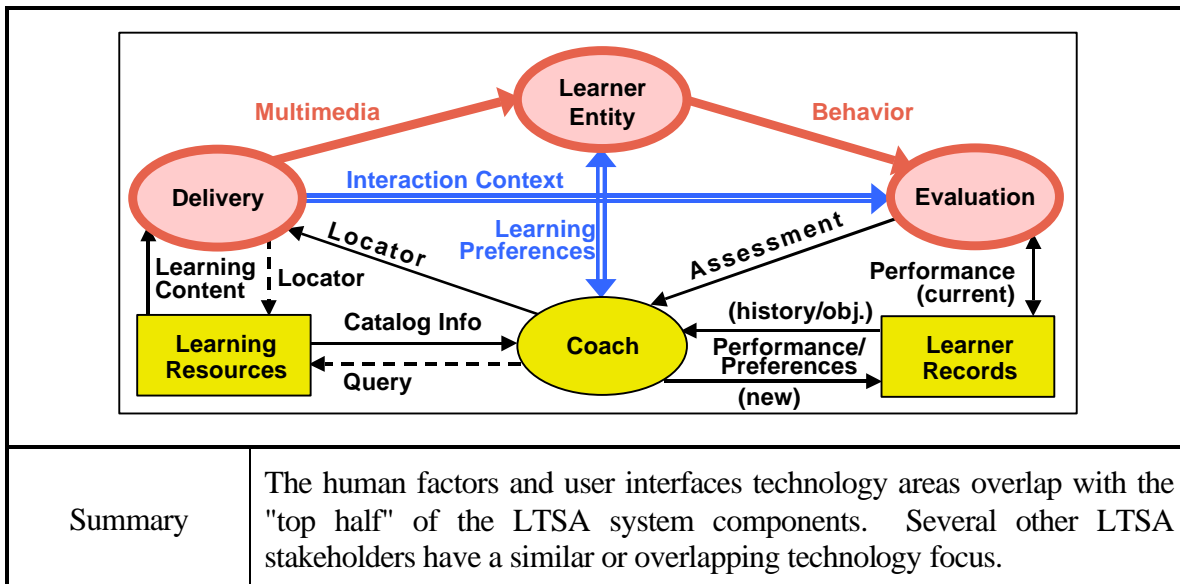 Learner
Entity
Multimedia
Behavior
Delivery
Interaction Context
Evaluation
Learning
Preferences
Locator
Assessment
Learning
Content
Locator
Performance
(current)
Learning
Resources
Catalog Info
Query
Coach
(history/obj.)
Performance/
Preferences
(new)
Learner
Records
Summary
The human factors and user interfaces technology areas overlap with the
"top half" of the LTSA system components. Several other LTSA
stakeholders have a similar or overlapping technology focus.